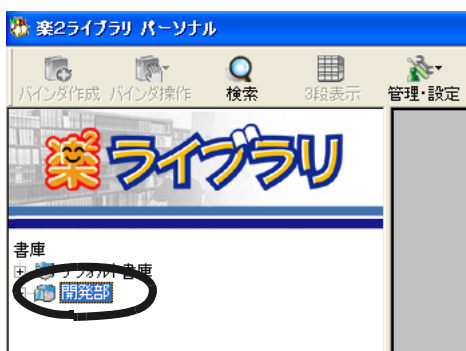 楽2ライブラリ パーソナル
バインダ作成 バインダ操作 検索 3段表示 管理・設定
楽2ライブラリ
書庫
デフォルト書庫
開発部